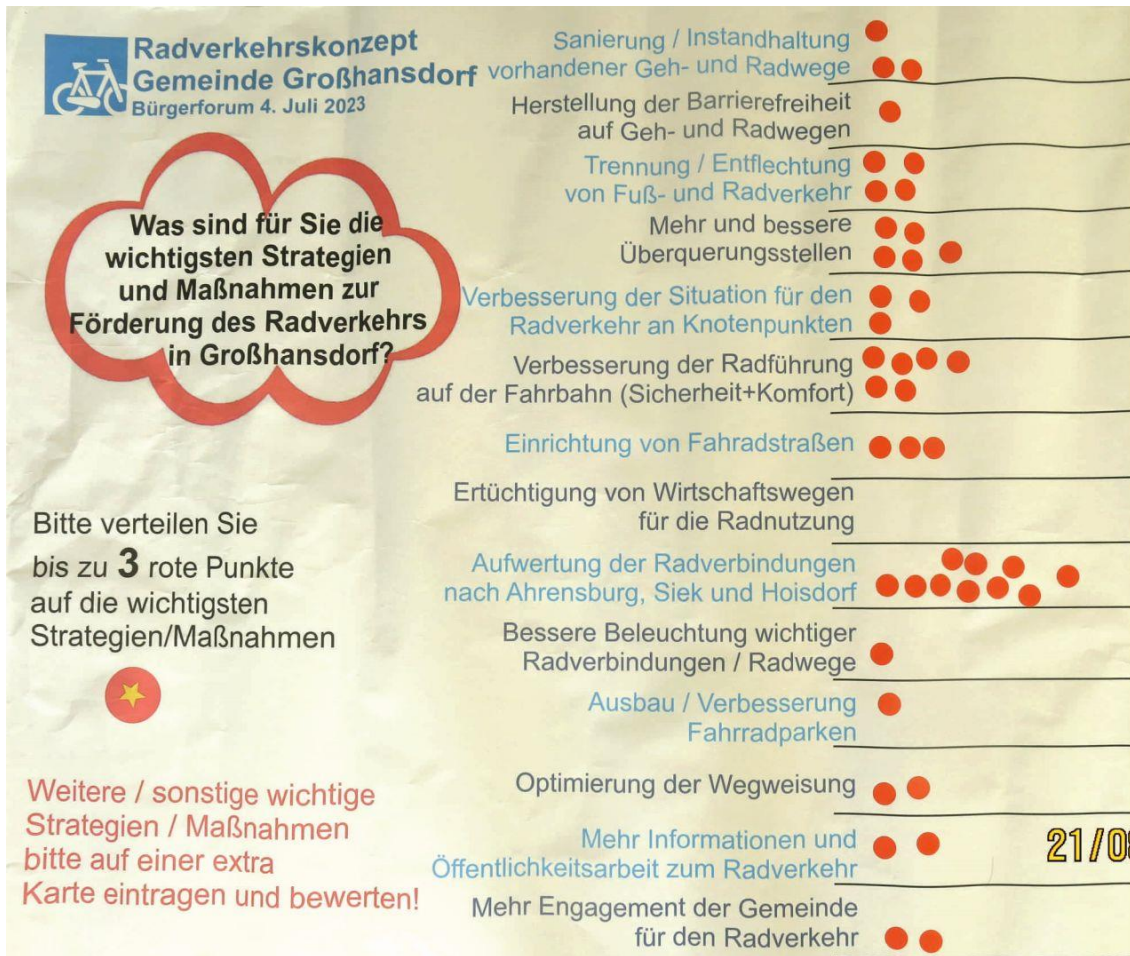 Radverkehrskonzept
Gemeinde Großhansdorf
Bürgerforum 4. Juli 2023
Was sind für Sie die
wichtigsten Strategien
und Maßnahmen zur
Förderung des Radverkehrs
in Großhansdorf?
Bitte verteilen Sie
bis zu 3 rote Punkte
auf die wichtigsten
Strategien/Maßnahmen
Weitere / sonstige wichtige
Strategien / Maßnahmen
bitte auf einer extra
Karte eintragen und bewerten!
Sanierung / Instandhaltung
vorhandener Geh- und Radwege
Herstellung der Barrierefreiheit
auf Geh- und Radwegen
Trennung / Entflechtung
von Fuß- und Radverkehr
Mehr und bessere
Überquerungsstellen
Verbesserung der Situation für den
Radverkehr an Knotenpunkten
Verbesserung der Radführung
auf der Fahrbahn (Sicherheit+Komfort)
Einrichtung von Fahradstraßen
Ertüchtigung von Wirtschaftswegen
für die Radnutzung
Aufwertung der Radverbindungen
nach Ahrensburg, Siek und Hoisdorf
Bessere Beleuchtung wichtiger
Radverbindungen / Radwege
Ausbau / Verbesserung
Fahrradparken
Optimierung der Wegweisung
Mehr Informationen und
Öffentlichkeitsarbeit zum Radverkehr
Mehr Engagement der Gemeinde
für den Radverkehr
21/08